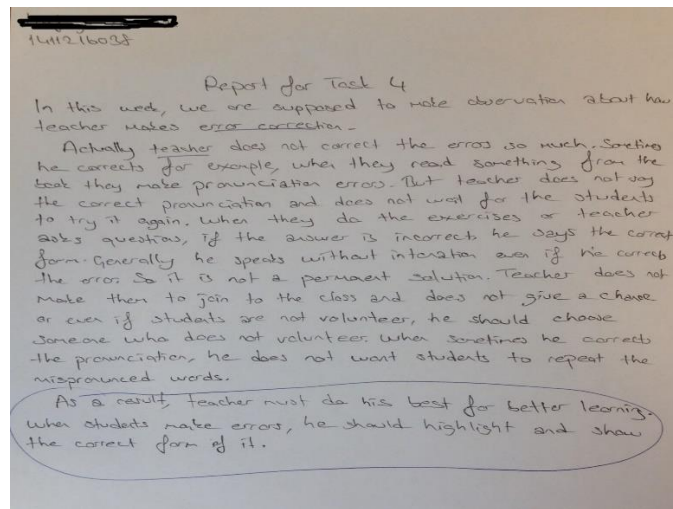 1411216038
Report for Task 4
In this week, we are supposed to make observation about how
teacher makes error correction.
Actually teacher does not correct the erros so much. Sometimes
he corrects for example, when they read something from the
book they make pronunciation errors. But teacher does not say
the correct pronunciation and does not wait for the students
to try it again. When they do the exercises or teacher
asks questions, if the answer is incorrect, he says the correct
form. Generally he speaks without intonation even if he corrects
the error. So it is not a permanent solution. Teacher does not
make them to join to the class and does not give a chance
or even if students are not volunteer, he should choose
someone who does not volunteer. When sometimes he corrects
the pronunciation, he does not want students to repeat the
mispronunced words.
As a result, teacher must do his best for better learning.
When students make errors, he should highlight and show
the correct form of it.